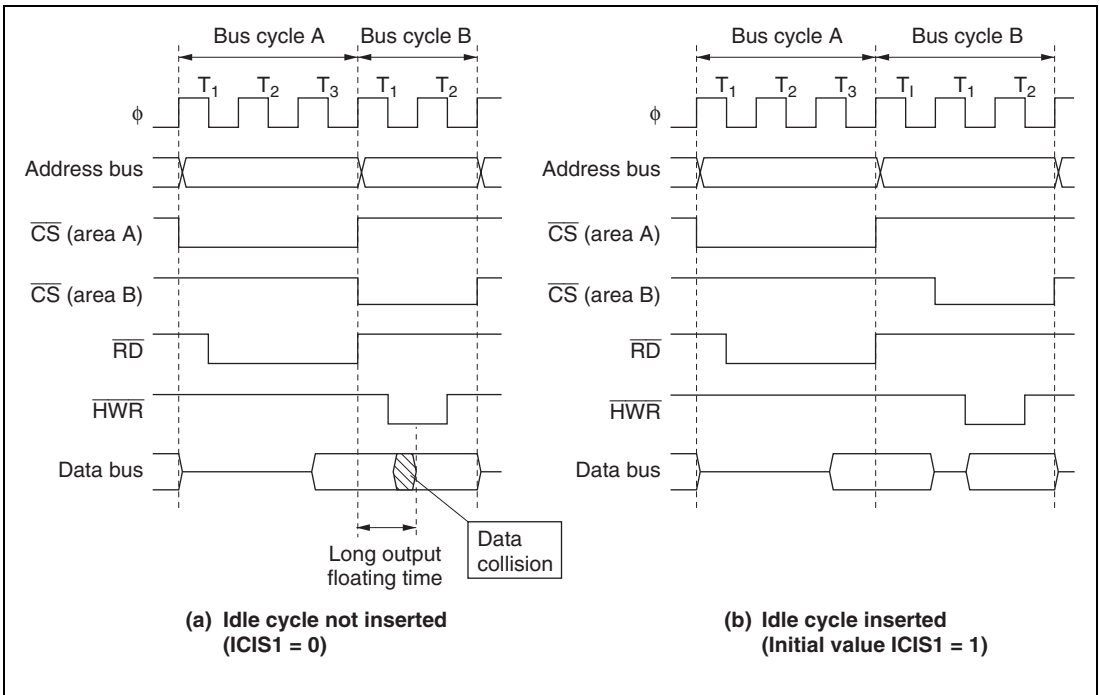 Bus cycle A Bus cycle B
T1 T2 T3 T1 T2
ϕ
Address bus
CS (area A)
CS (area B)
RD
HWR
Data bus
Long output
floating time
Data
collision
(a) Idle cycle not inserted
(ICIS1 = 0)
Bus cycle A Bus cycle B
T1 T2 T3 TI T1 T2
ϕ
Address bus
CS (area A)
CS (area B)
RD
HWR
Data bus
(b) Idle cycle inserted
(Initial value ICIS1 = 1)